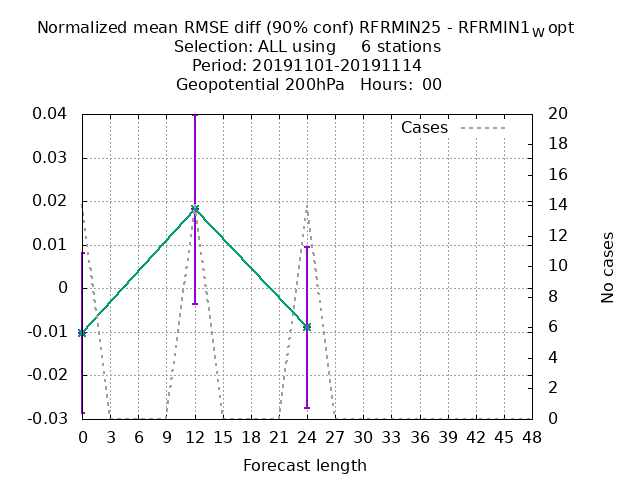 Normalized mean RMSE diff (90% conf) RFRMIN25 - RFRMIN1_W opt
Selection: ALL using 6 stations
Period: 20191101-20191114
Geopotential 200hPa Hours: 00
Cases
0.04
0.03
0.02
0.01
0
-0.01
-0.02
-0.03
20
18
16
14
12
10
8
6
4
2
0
No cases
0 3 6 9 12 15 18 21 24 27 30 33 36 39 42 45 48
Forecast length